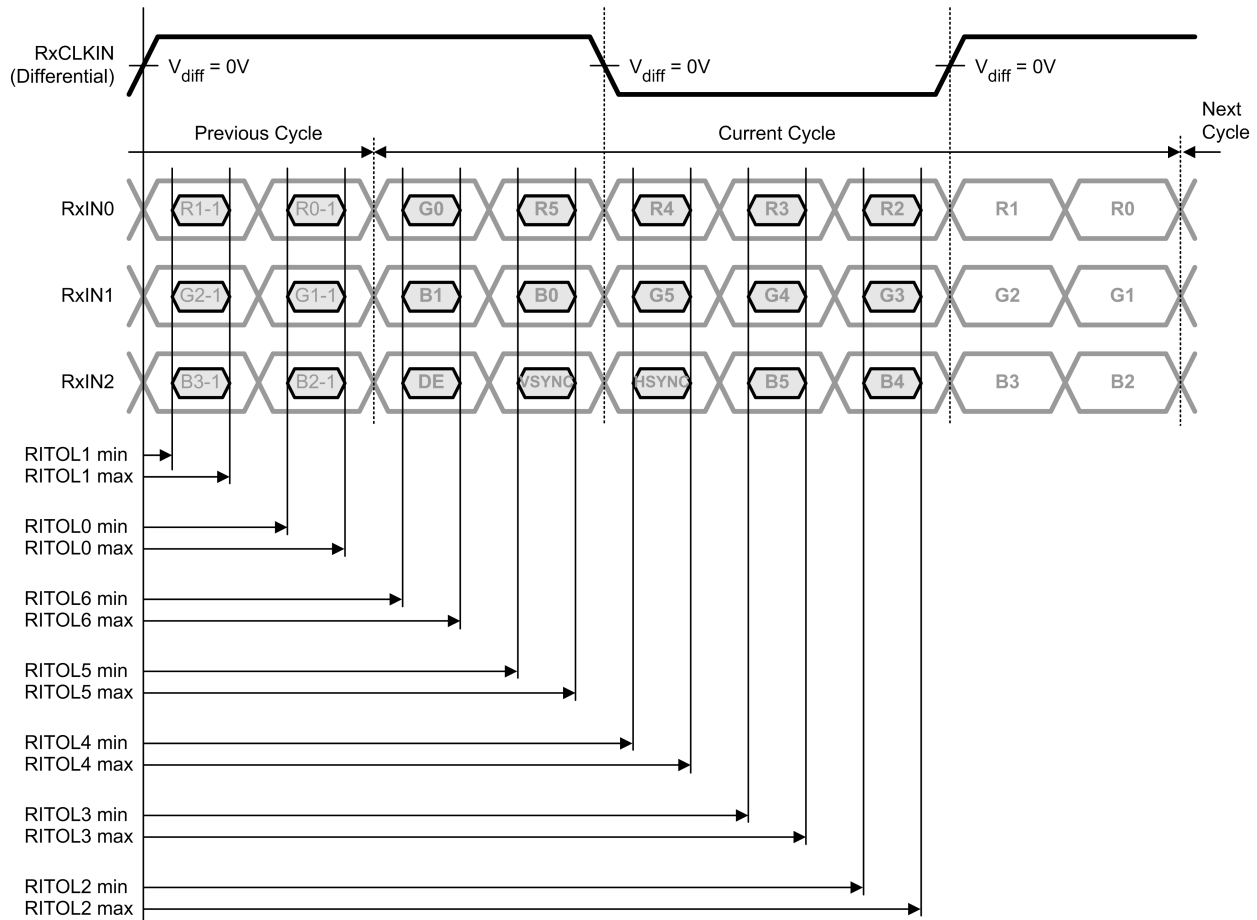 RxCLKIN
(Differential)
Vdiff = 0V
Vdiff = 0V
Vdiff = 0V
Previous Cycle
Current Cycle
Next
Cycle
RxIN0 R1-1 R0-1 G0 R5 R4 R3 R2 R1 R0
RxIN1 G2-1 G1-1 B1 B0 G5 G4 G3 G2 G1
RxIN2 B3-1 B2-1 DE VSYNC HSYNC B5 B4 B3 B2
RITOL1 min
RITOL1 max
RITOL0 min
RITOL0 max
RITOL6 min
RITOL6 max
RITOL5 min
RITOL5 max
RITOL4 min
RITOL4 max
RITOL3 min
RITOL3 max
RITOL2 min
RITOL2 max